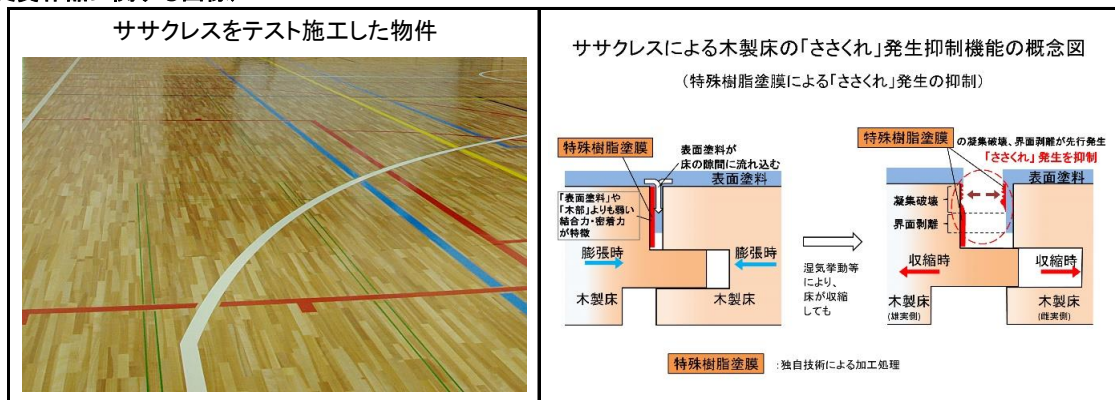 ササクレスをテスト施工した物件
ササクレスによる木製床の「ささくれ」発生抑制機能の概念図
(特殊樹脂塗膜による「ささくれ」発生の抑制)
特殊樹脂塗膜
表面塗料が
床の隙間に流れ込む
表面塗料
「表面塗料」や
「木部」よりも弱い
結合力・密着力
が特徴
膨張時
膨張時
木製床
木製床
湿気挙動等
により、
床が収縮
しても
特殊樹脂塗膜 の凝集破壊、界面剥離が先行発生
「ささくれ」発生を抑制
表面塗料
凝集破壊
界面剥離
収縮時
収縮時
木製床
(雄実側)
木製床
(雌実側)
特殊樹脂塗膜 :独自技術による加工処理